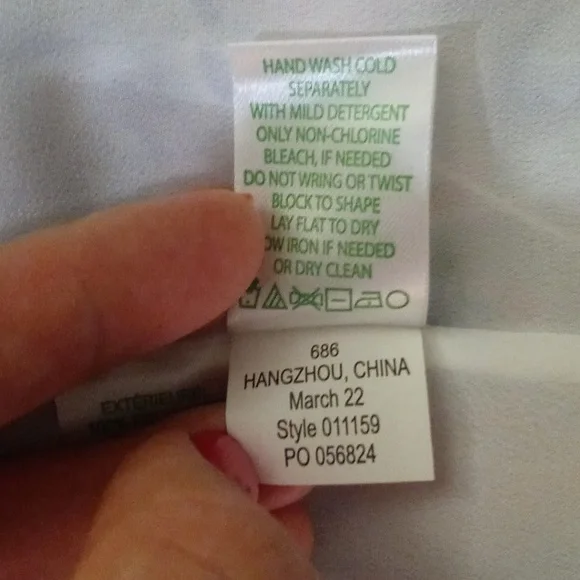 HAND WASH COLD
SEPARATELY
WITH MILD DETERGENT
ONLY NON-CHLORINE
BLEACH, IF NEEDED
DO NOT WRING OR TWIST
BLOCK TO SHAPE
LAY FLAT TO DRY
OW IRON IF NEEDED
OR DRY CLEAN
686
HANGZHOU, CHINA
March 22
Style 011159
PO 056824